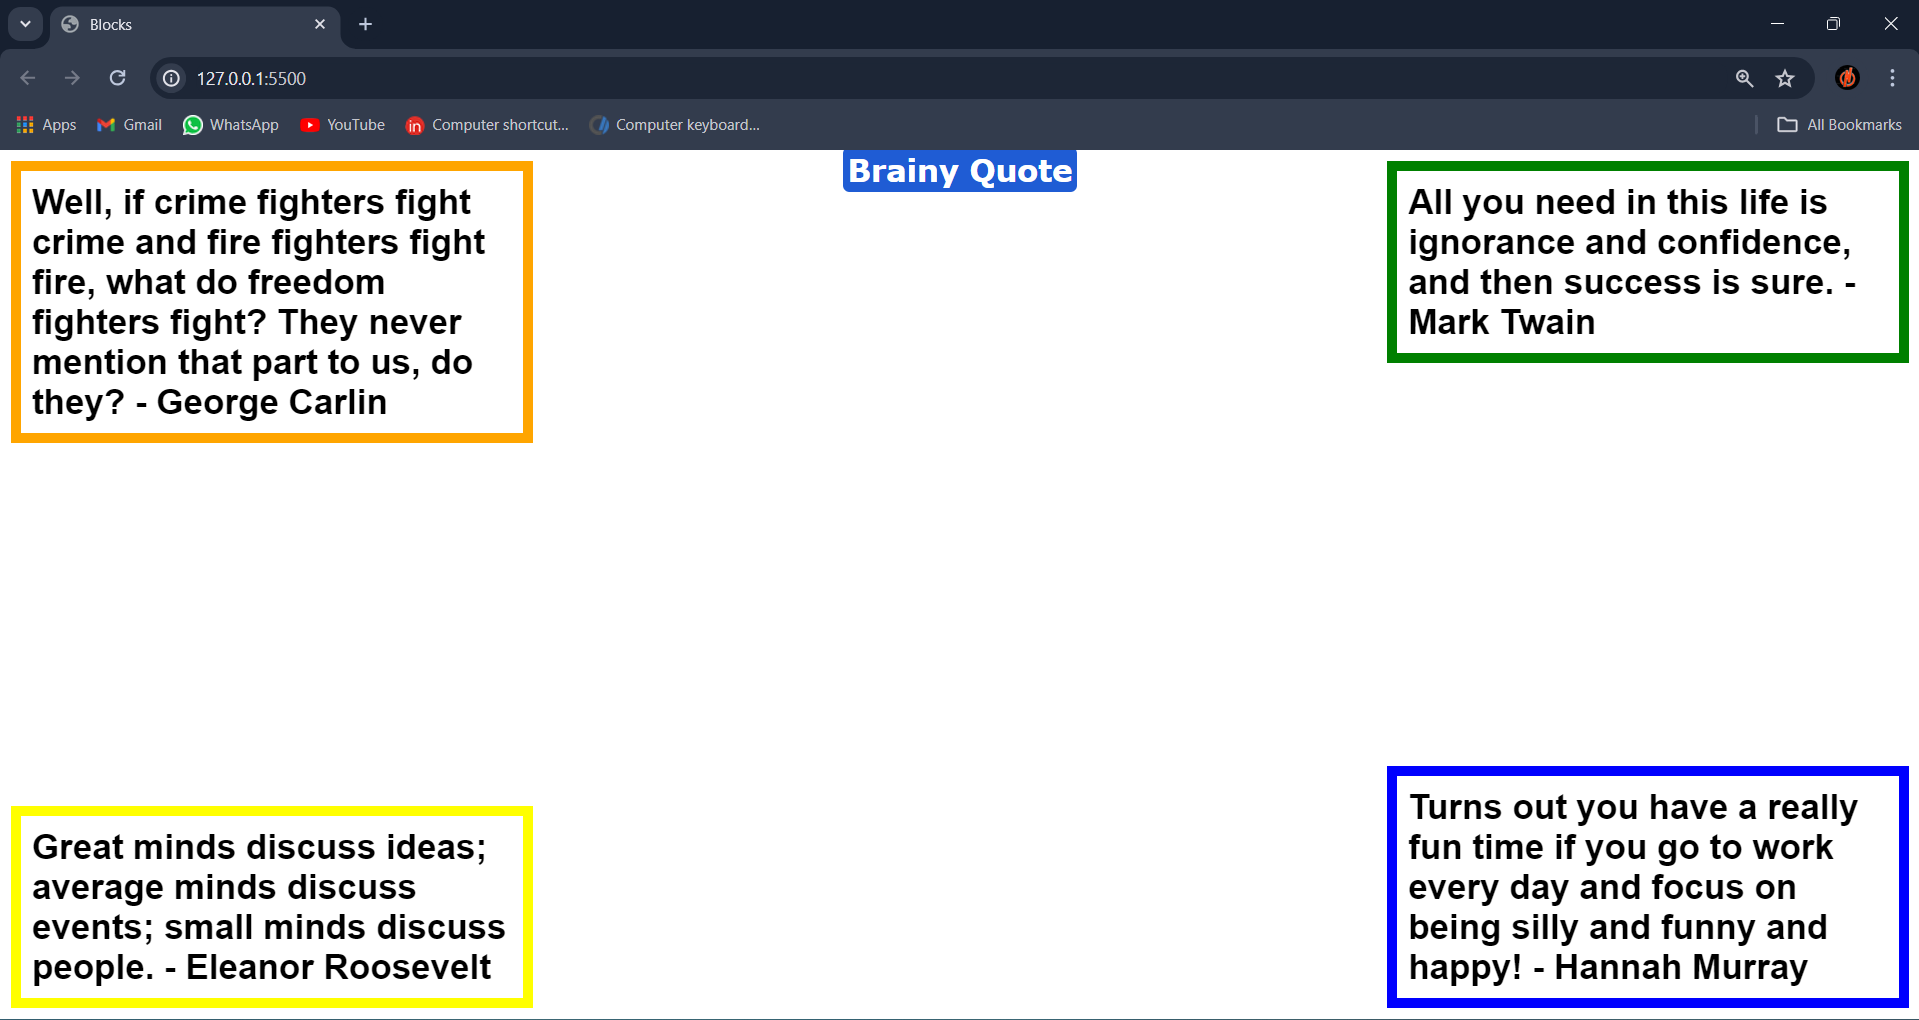 Blocks
127.0.0.1:5500
Apps
Gmail
WhatsApp
in
YouTube
Computer shortcut...
Computer keyboard...
All Bookmarks
Brainy Quote
Well, if crime fighters fight
crime and fire fighters fight
fire, what do freedom
fighters fight? They never
mention that part to us, do
they? - George Carlin
All you need in this life is
ignorance and confidence,
and then success is sure. -
Mark Twain
Great minds discuss ideas;
average minds discuss
events; small minds discuss
people. - Eleanor Roosevelt
Turns out you have a really
fun time if you go to work
every day and focus on
being silly and funny and
happy! - Hannah Murray